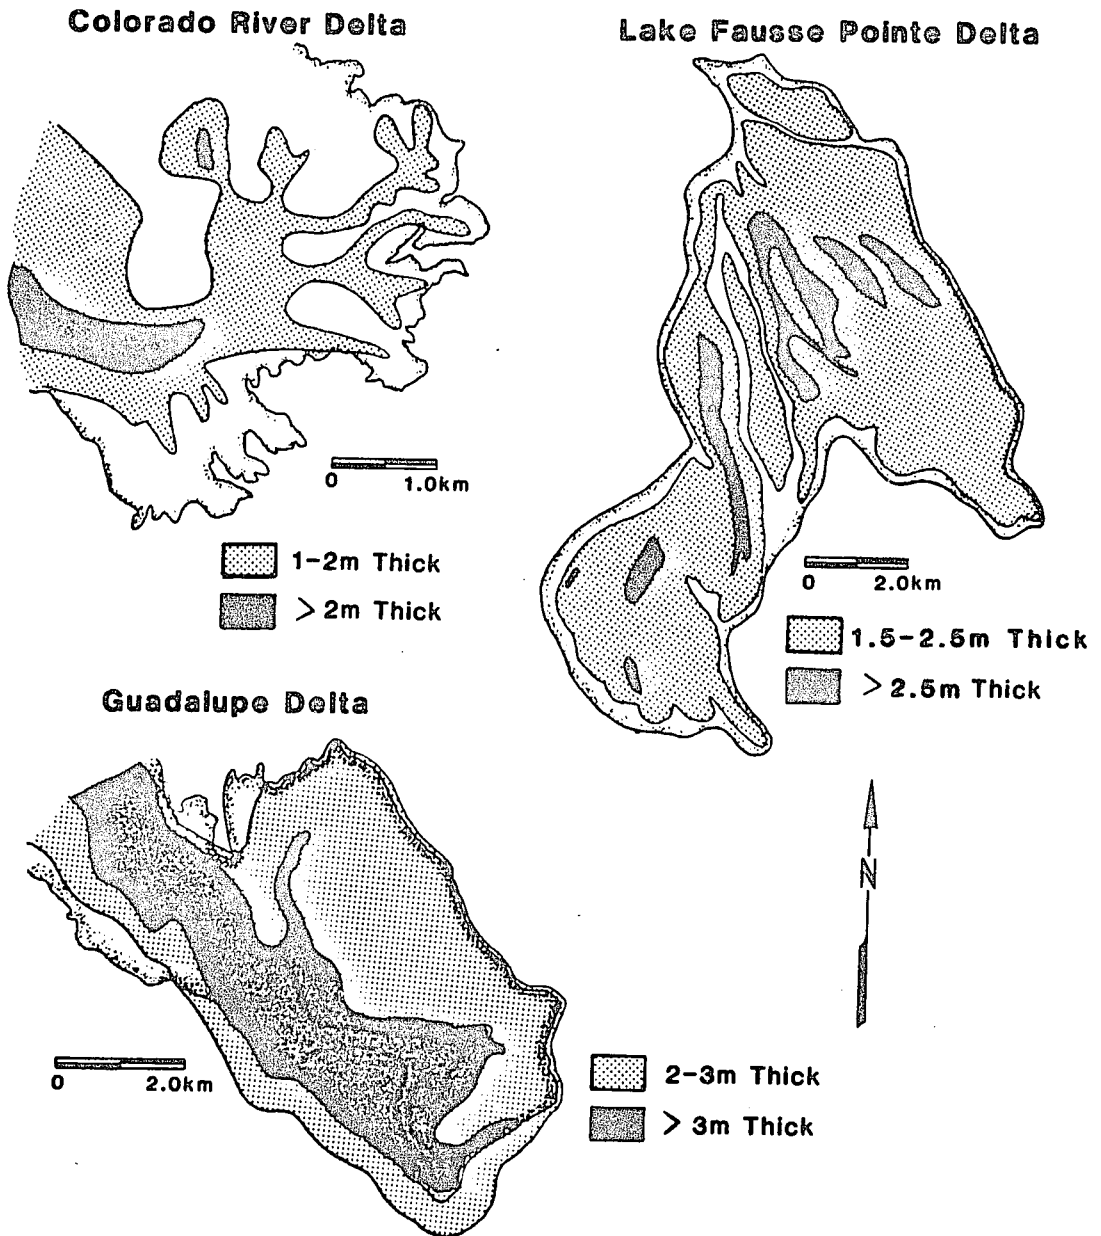 Colorado River Delta
Lake Fausse Pointe Delta
0 1.0km
1-2m Thick
> 2m Thick
0 2.0km
1.5-2.5m Thick
> 2.5m Thick
Guadalupe Delta
N
0 2.0km
2-3m Thick
> 3m Thick